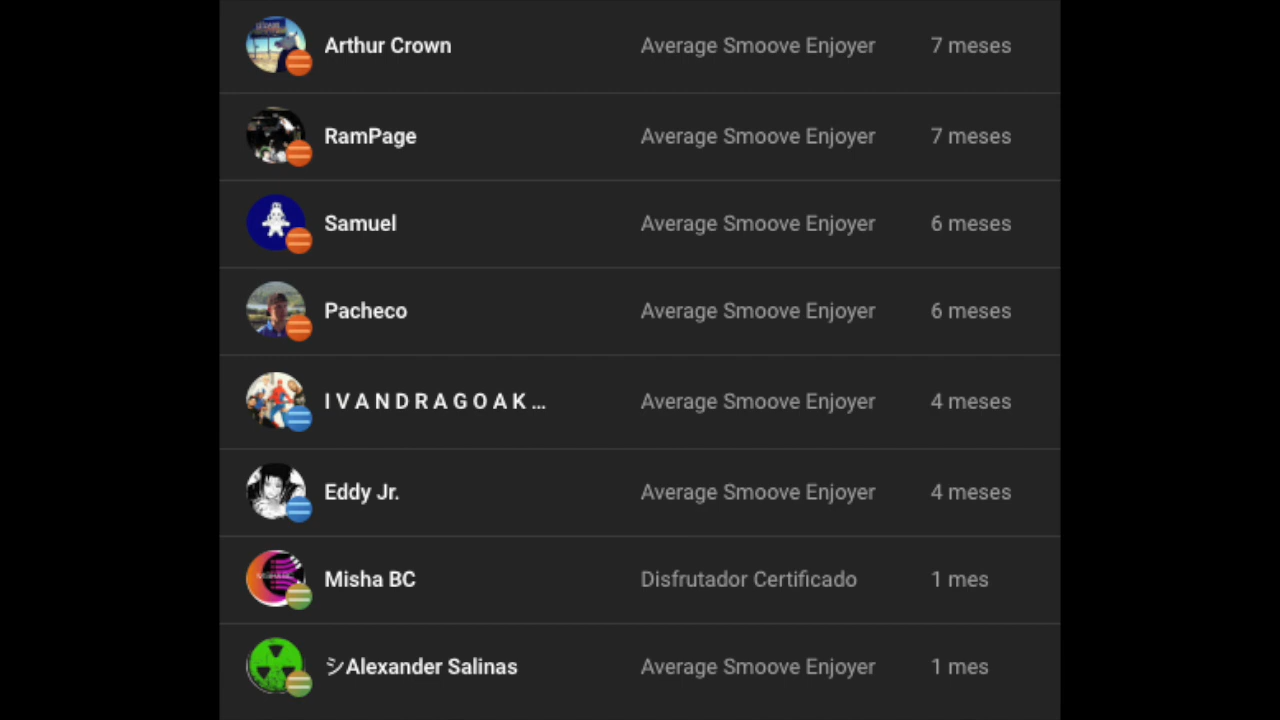 Arthur Crown Average Smoove Enjoyer 7 meses
RamPage Average Smoove Enjoyer 7 meses
Samuel Average Smoove Enjoyer 6 meses
Pacheco Average Smoove Enjoyer 6 meses
I V A N D R A G O A K ... Average Smoove Enjoyer 4 meses
Eddy Jr. Average Smoove Enjoyer 4 meses
Misha BC Disfrutador Certificado 1 mes
シAlexander Salinas Average Smoove Enjoyer 1 mes